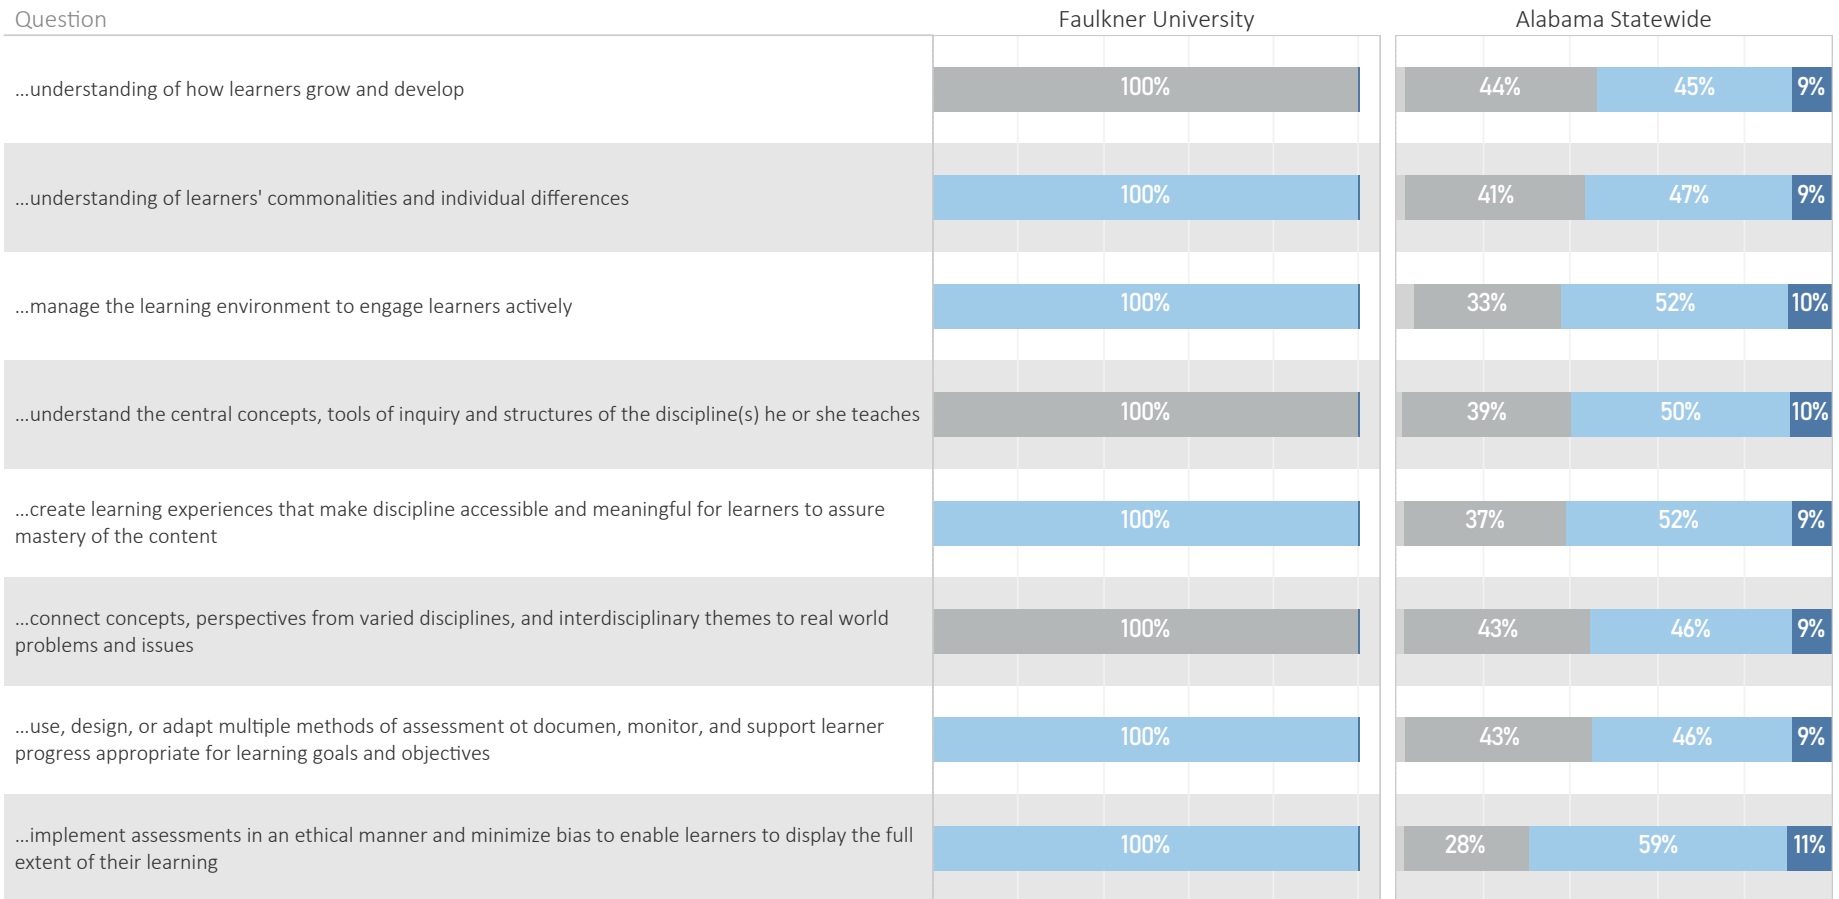 Question Faulkner University Alabama Statewide
...understanding of how learners grow and develop 100% 44% 45% 9%
...understanding of learners' commonalities and individual differences 100% 41% 47% 9%
...manage the learning environment to engage learners actively 100% 33% 52% 10%
...understand the central concepts, tools of inquiry and structures of the discipline(s) he or she teaches 100% 39% 50% 10%
...create learning experiences that make discipline accessible and meaningful for learners to assure
mastery of the content
100% 37% 52% 9%
...connect concepts, perspectives from varied disciplines, and interdisciplinary themes to real world
problems and issues
100% 43% 46% 9%
...use, design, or adapt multiple methods of assessment ot documen, monitor, and support learner
progress appropriate for learning goals and objectives
100% 43% 46% 9%
...implement assessments in an ethical manner and minimize bias to enable learners to display the full
extent of their learning
100% 28% 59% 11%